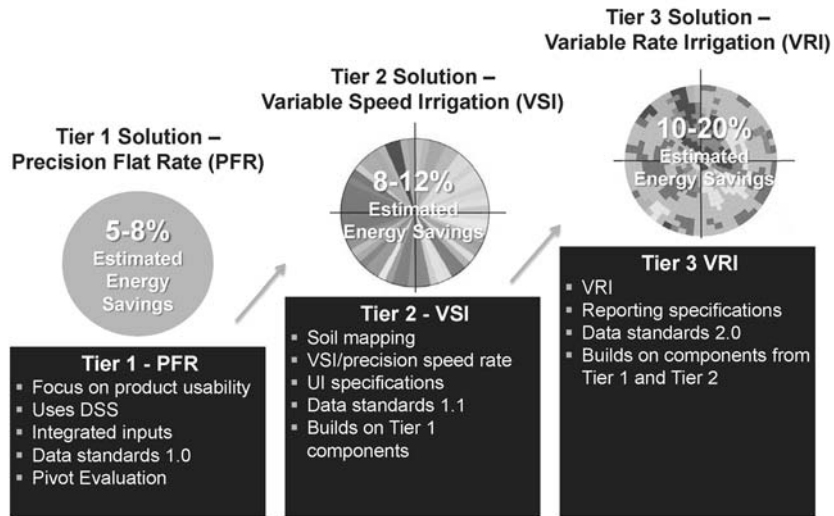 Tier 1 Solution –
Precision Flat Rate (PFR)
5-8%
Estimated
Energy
Savings
Tier 1 - PFR
▪ Focus on product usability
▪ Uses DSS
▪ Integrated inputs
▪ Data standards 1.0
▪ Pivot Evaluation
Tier 2 Solution –
Variable Speed Irrigation (VSI)
8-12%
Estimated
Energy Savings
Tier 2 - VSI
▪ Soil mapping
▪ VSI/precision speed rate
▪ UI specifications
▪ Data standards 1.1
▪ Builds on Tier 1
components
Tier 3 Solution –
Variable Rate Irrigation (VRI)
10-20%
Estimated
Energy Savings
Tier 3 VRI
▪ VRI
▪ Reporting specifications
▪ Data standards 2.0
▪ Builds on components from
Tier 1 and Tier 2